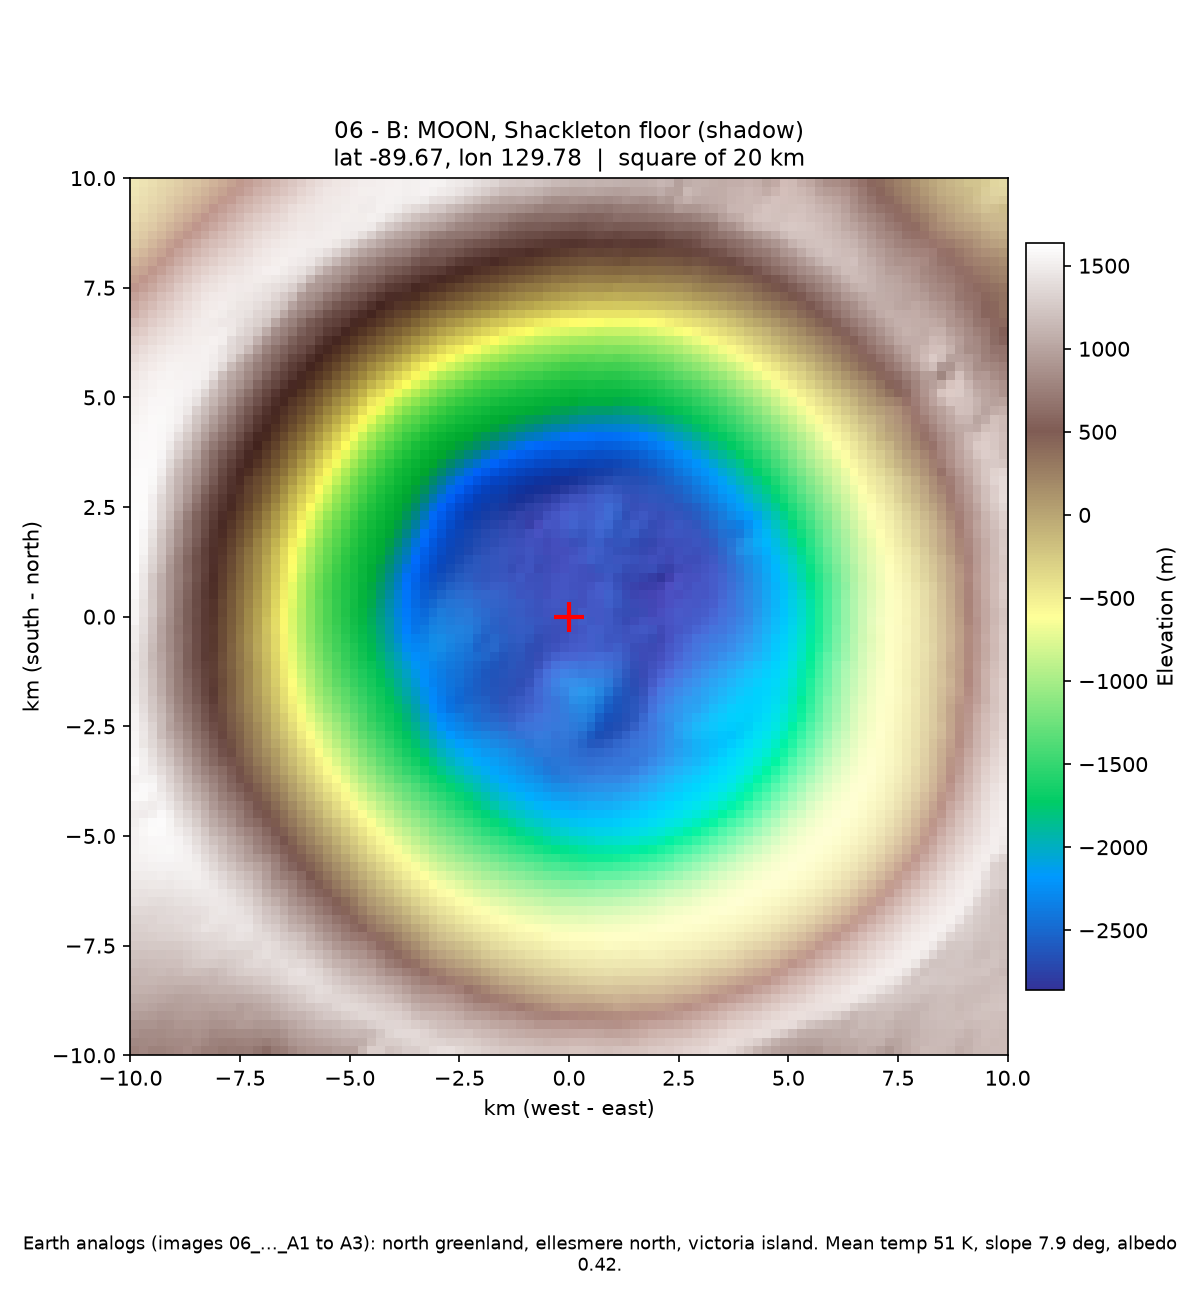 06 - B: MOON, Shackleton floor (shadow)
lat -89.67, lon 129.78 | square of 20 km
10.0
7.5
5.0
2.5
0.0
−2.5
−5.0
−7.5
−10.0
km (south - north)
−10.0 −7.5 −5.0 −2.5 0.0 2.5 5.0 7.5 10.0
km (west - east)
1500
1000
500
0
−500
−1000
−1500
−2000
−2500
Elevation (m)
Earth analogs (images 06_..._A1 to A3): north greenland, ellesmere north, victoria island. Mean temp 51 K, slope 7.9 deg, albedo
0.42.